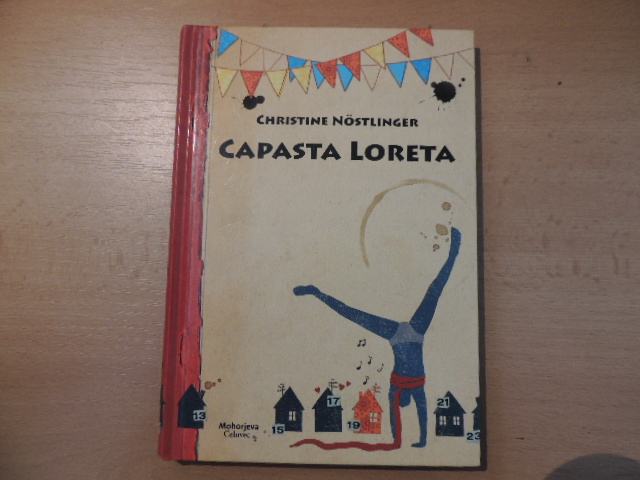 CHRISTINE NÖSTLINGER
CAPASTA LORETA
13
15
17
19
21
23
Mohorjeva
Celovec